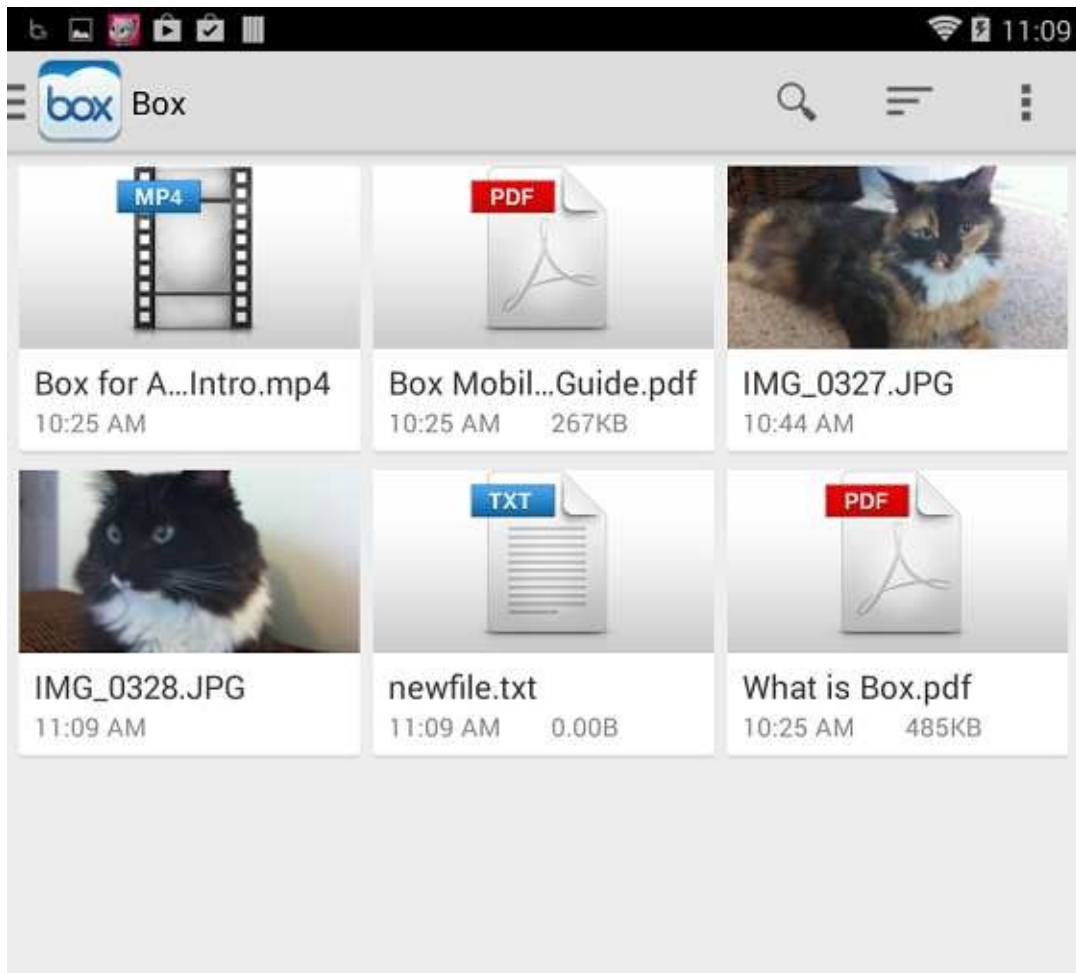 11:09
box Box
MP4
PDF
Box for A...Intro.mp4
10:25 AM
Box Mobil...Guide.pdf
10:25 AM 267KB
IMG_0327.JPG
10:44 AM
TXT
PDF
IMG_0328.JPG
11:09 AM
newfile.txt
11:09 AM 0.00B
What is Box.pdf
10:25 AM 485KB